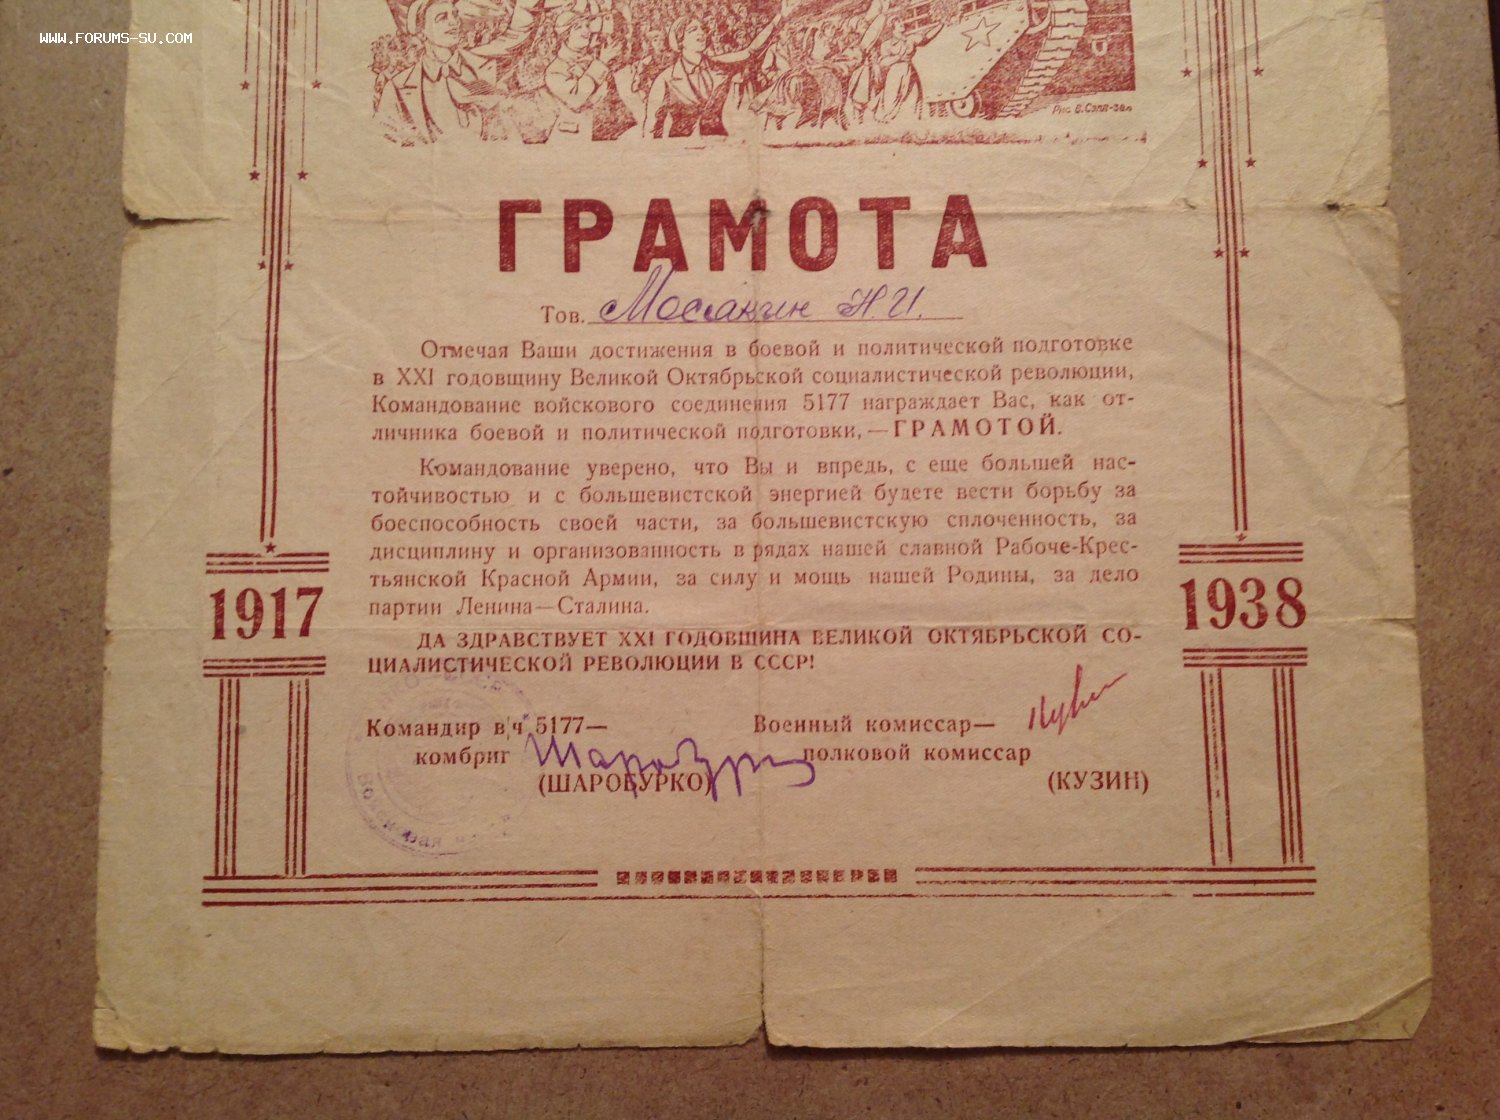 WWW.FORUMS-SU.COM
ГРАМОТА
Тов. Мосякин Н.И.
Отмечая Ваши достижения в боевой и политической подготовке
в XXI годовщину Великой Октябрьской социалистической революции,
Командование войскового соединения 5177 награждает Вас, как от-
личника боевой и политической подготовки, — ГРАМОТОЙ.
Командование уверено, что Вы и впредь, с еще большей нас-
тойчивостью и с большевистской энергией будете вести борьбу за
боеспособность своей части, за большевистскую сплоченность, за
дисциплину и организованность в рядах нашей славной Рабоче-Крес-
тьянской Красной Армии, за силу и мощь нашей Родины, за дело
партии Ленина—Сталина.
1917
1938
ДА ЗДРАВСТВУЕТ XXI ГОДОВЩИНА ВЕЛИКОЙ ОКТЯБРЬСКОЙ СО-
ЦИАЛИСТИЧЕСКОЙ РЕВОЛЮЦИИ В СССР!
Командир в/ч 5177—
комбриг
(ШАРОБУРКО)
Военный комиссар—
полковой комиссар
(КУЗИН)